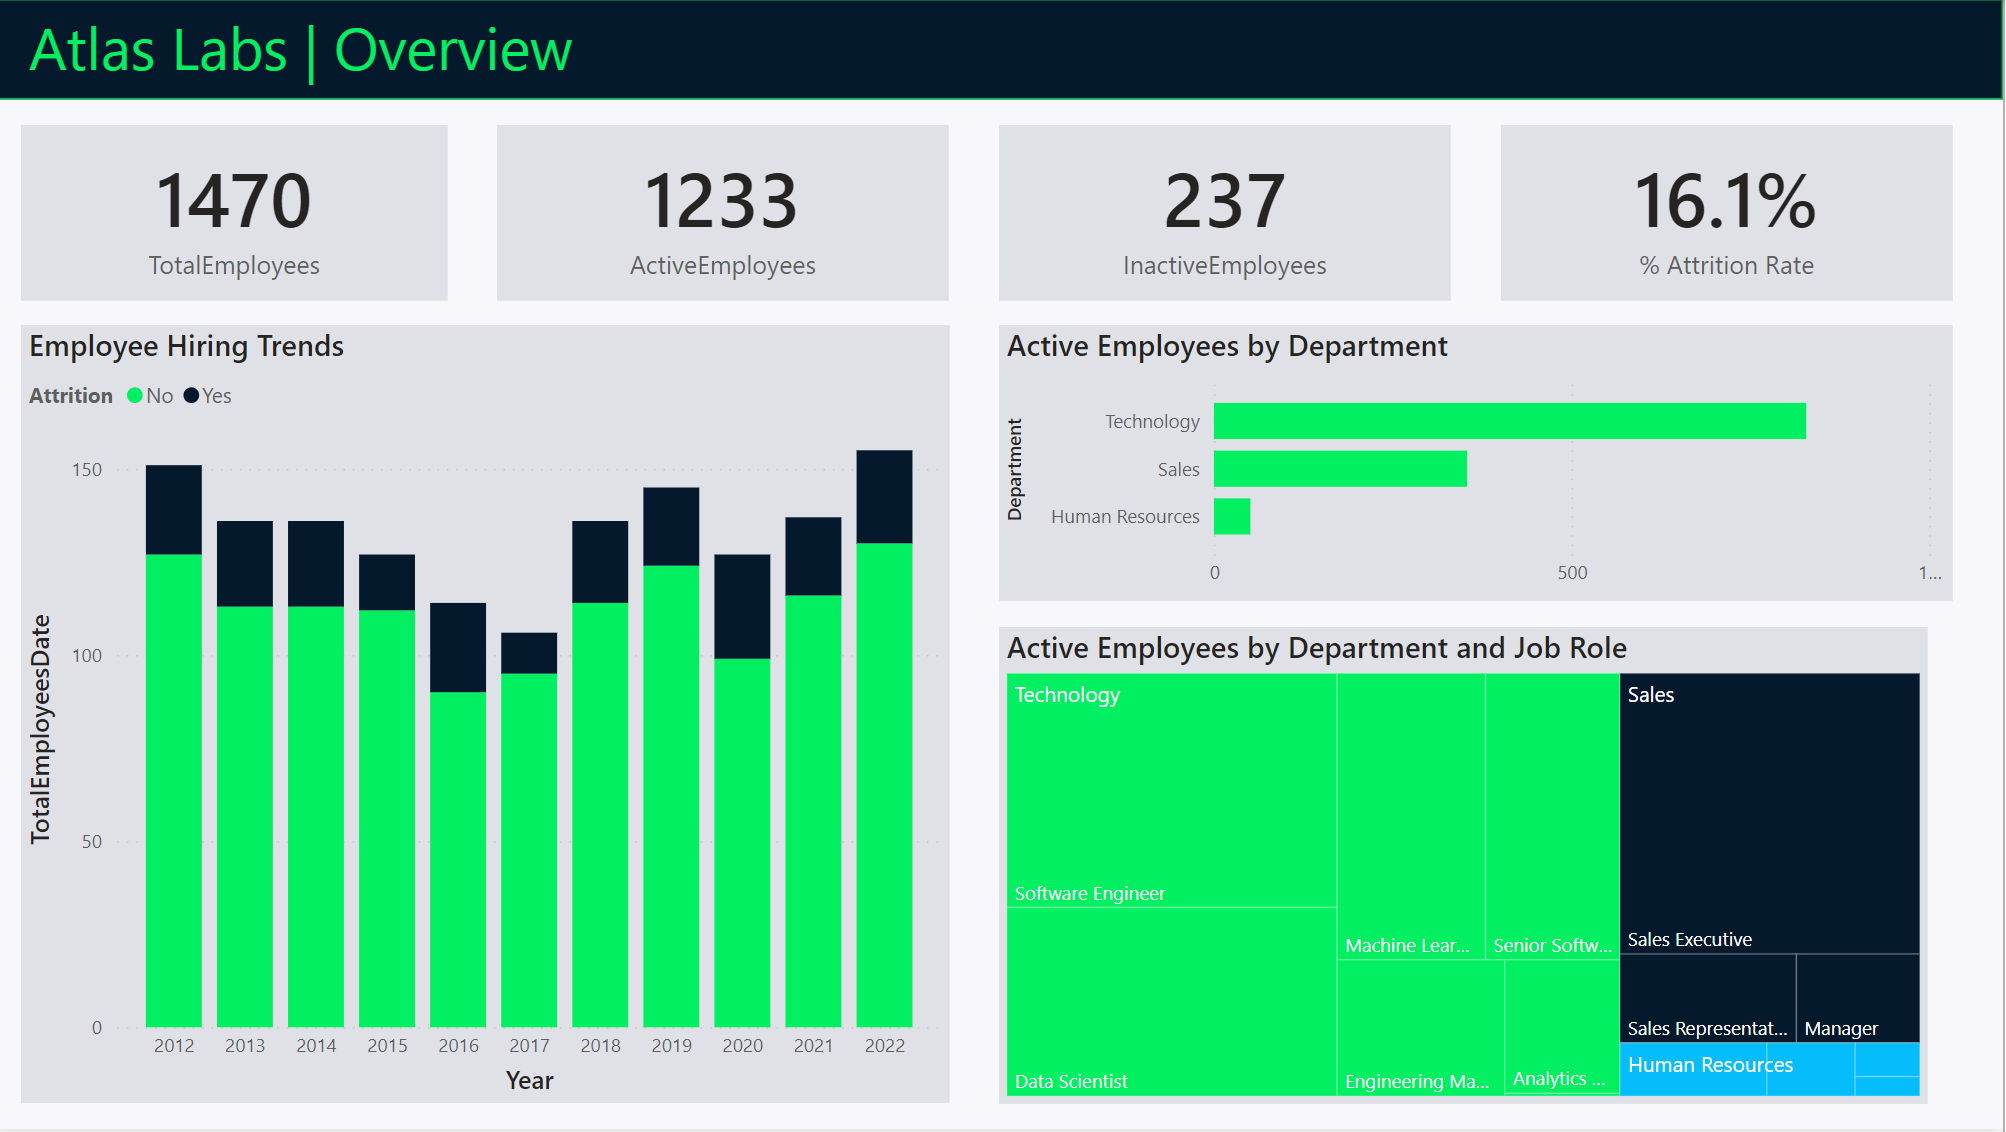 Atlas Labs | Overview
1470
TotalEmployees
1233
ActiveEmployees
237
InactiveEmployees
16.1%
% Attrition Rate
Employee Hiring Trends
Attrition No Yes
150
100
50
0
TotalEmployeesDate
2012 2013 2014 2015 2016 2017 2018 2019 2020 2021 2022
Year
Active Employees by Department
Department
Technology
Sales
Human Resources
0 500 1...
Active Employees by Department and Job Role
Technology
Software Engineer
Data Scientist
Machine Lear...
Senior Softw...
Engineering Ma...
Analytics ...
Sales
Sales Executive
Sales Representat...
Manager
Human Resources